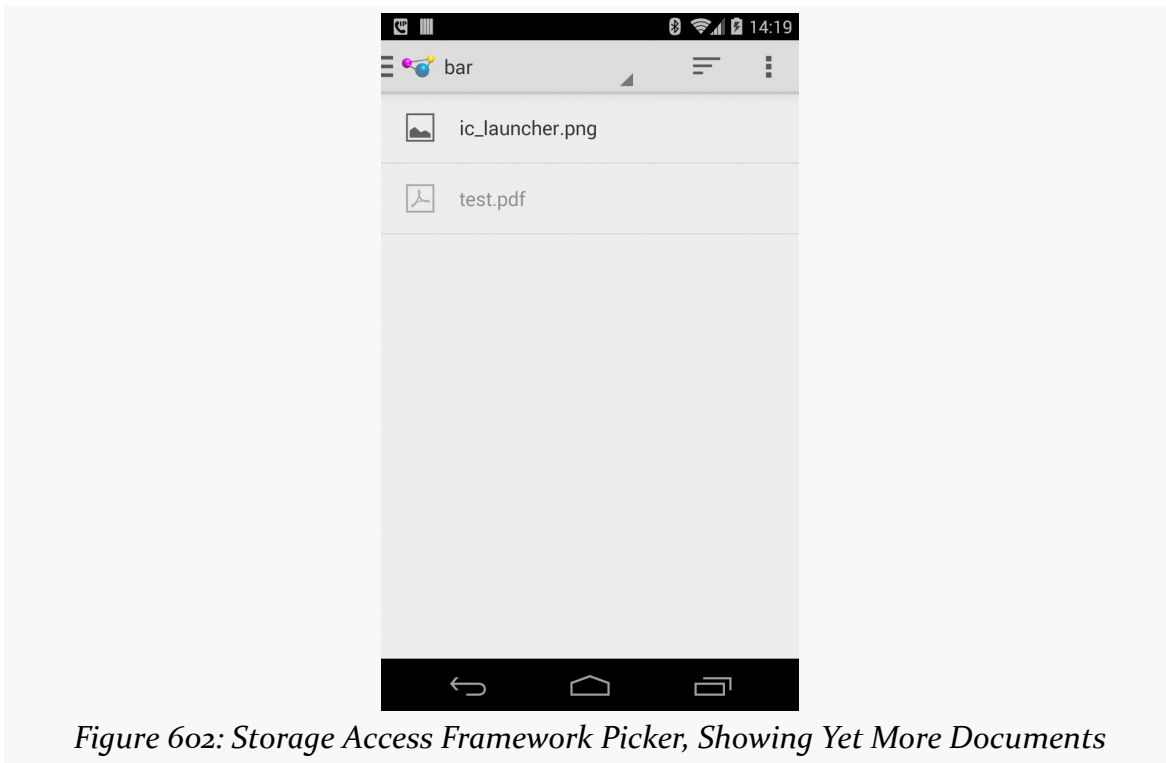 14:19
bar
ic_launcher.png
test.pdf
Figure 602: Storage Access Framework Picker, Showing Yet More Documents